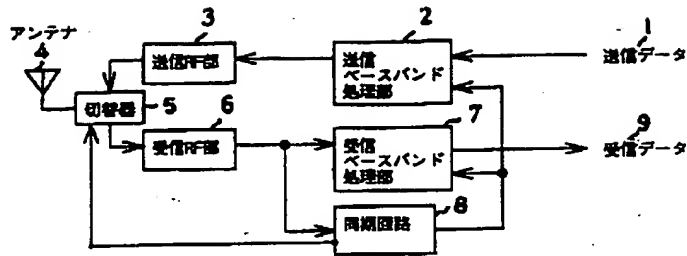 アンテナ
4
3
送信RF部
2
送信
ベースバンド
処理部
1
送信データ
切替器
5
6
受信RF部
7
受信
ベースバンド
処理部
9
受信データ
同期回路
8